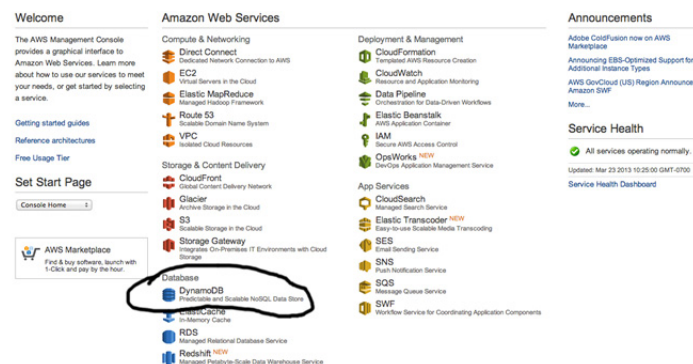 Welcome
The AWS Management Console
provides a graphical interface to
Amazon Web Services. Learn more
about how to use our services to meet
your needs, or get started by selecting
a service.
Getting started guides
Reference architectures
Free Usage Tier
Set Start Page
Console Home
AWS Marketplace
Find & buy software, launch with
1-Click and pay by the hour.
Amazon Web Services
Compute & Networking
Direct Connect
Dedicated Network Connection to AWS
EC2
Virtual Servers in the Cloud
Elastic MapReduce
Managed Hadoop Framework
Route 53
Scalable Domain Name System
VPC
Isolated Cloud Resources
Storage & Content Delivery
CloudFront
Global Content Delivery Network
Glacier
Archive Storage in the Cloud
S3
Scalable Storage in the Cloud
Storage Gateway
Integrates On-Premises IT Environments with Cloud
Storage
Database
DynamoDB
Predictable and Scalable NoSQL Data Store
ElastiCache
In-Memory Cache
RDS
Managed Relational Database Service
Redshift NEW
Managed Petabyte-Scale Data Warehouse Service
Deployment & Management
CloudFormation
Templated AWS Resource Creation
CloudWatch
Resource and Application Monitoring
Data Pipeline
Orchestration for Data-Driven Workflows
Elastic Beanstalk
AWS Application Container
IAM
Secure AWS Access Control
OpsWorks NEW
DevOps Application Management Service
App Services
CloudSearch
Managed Search Service
Elastic Transcoder NEW
Easy-to-use Scalable Media Transcoding
SES
Email Sending Service
SNS
Push Notification Service
SQS
Message Queue Service
SWF
Workflow Service for Coordinating Application Components
Announcements
Adobe ColdFusion now on AWS
Marketplace
Announcing EBS-Optimized Support for
Additional Instance Types
AWS GovCloud (US) Region Announce
Amazon SWF
More...
Service Health
All services operating normally.
Updated: Mar 23 2013 10:25:00 GMT-0700
Service Health Dashboard